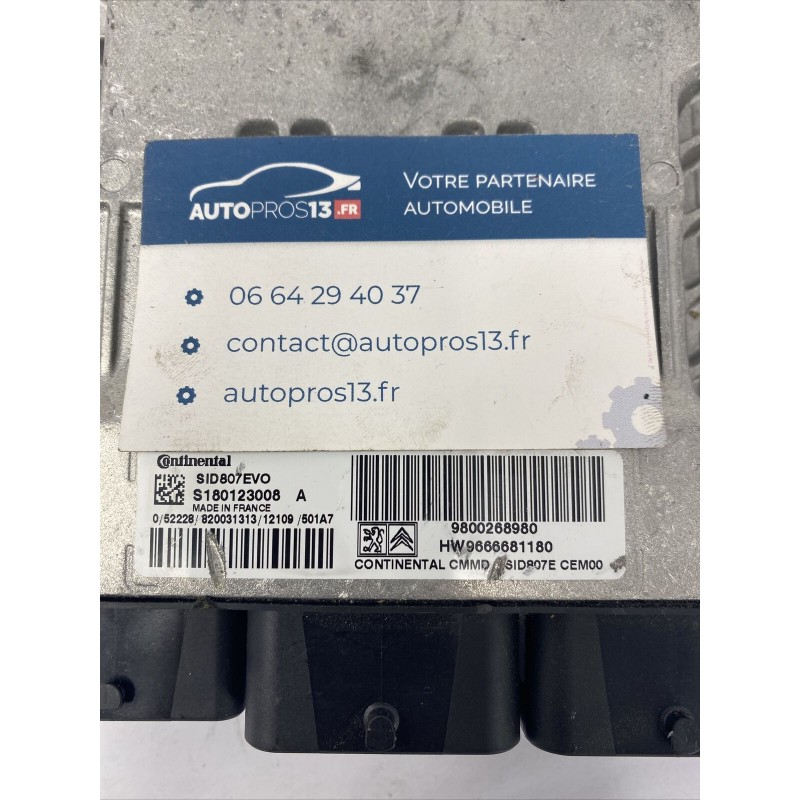 AUTOPROS13.FR
VOTRE PARTENAIRE
AUTOMOBILE
06 64 29 40 37
contact@autopros13.fr
autopros13.fr
Continental
SID807EVO
S180123008 A
MADE IN FRANCE
0/52228/820031313/12109/501A7
9800268980
HW9666681180
CONTINENTAL CMMD SID807E CEM00